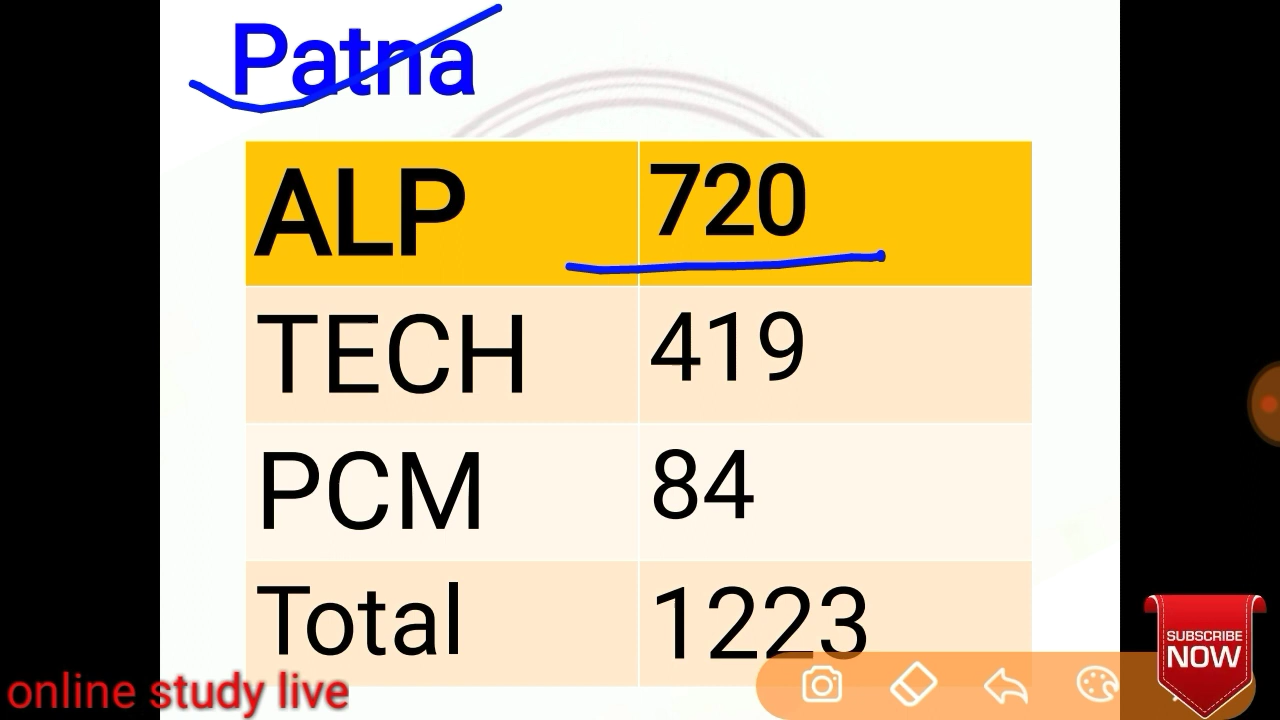 Patna
ALP 720
TECH 419
PCM 84
Total 1223
online study live
SUBSCRIBE
NOW